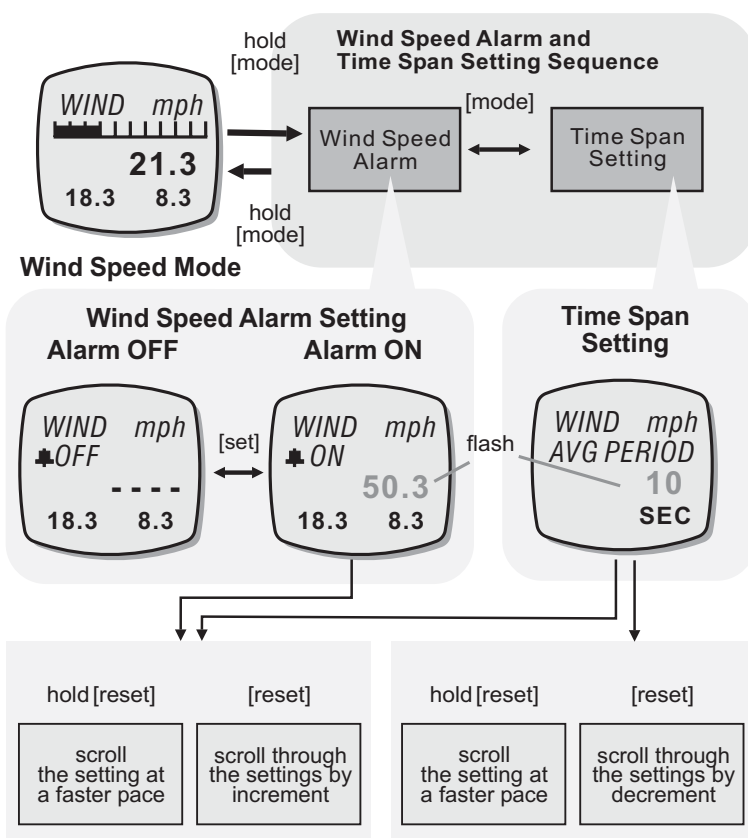 hold
[mode]
Wind Speed Alarm and
Time Span Setting Sequence
WIND mph
21.3
18.3 8.3
Wind Speed
Alarm
[mode]
Time Span
Setting
hold
[mode]
Wind Speed Mode
Wind Speed Alarm Setting
Alarm OFF
Alarm ON
WIND mph
OFF
- - - -
18.3 8.3
[set]
WIND mph
ON
50.3
18.3 8.3
flash
Time Span
Setting
WIND mph
AVG PERIOD
10
SEC
hold [reset]
[reset]
scroll
the setting at
a faster pace
scroll through
the settings by
increment
hold [reset]
[reset]
scroll
the setting at
a faster pace
scroll through
the settings by
decrement